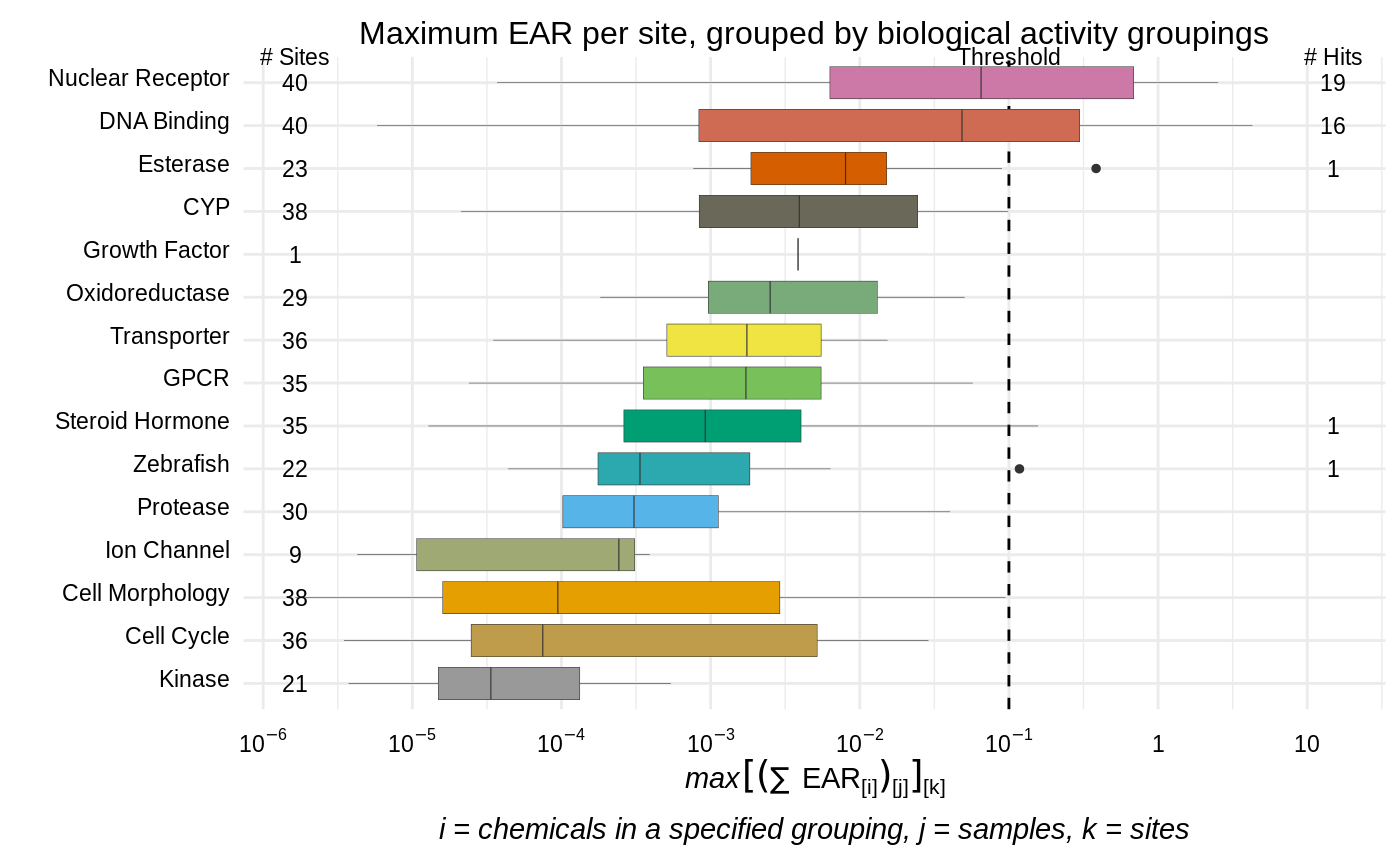 Maximum EAR per site, grouped by biological activity groupings
# Sites Threshold # Hits
Nuclear Receptor 40 19
DNA Binding 40 16
Esterase 23 1
CYP 38
Growth Factor 1
Oxidoreductase 29
Transporter 36
GPCR 35
Steroid Hormone 35 1
Zebrafish 22 1
Protease 30
Ion Channel 9
Cell Morphology 38
Cell Cycle 36
Kinase 21
10⁻⁶ 10⁻⁵ 10⁻⁴ 10⁻³ 10⁻² 10⁻¹ 1 10
max[(∑ EAR[i])[j]][k]
i = chemicals in a specified grouping, j = samples, k = sites